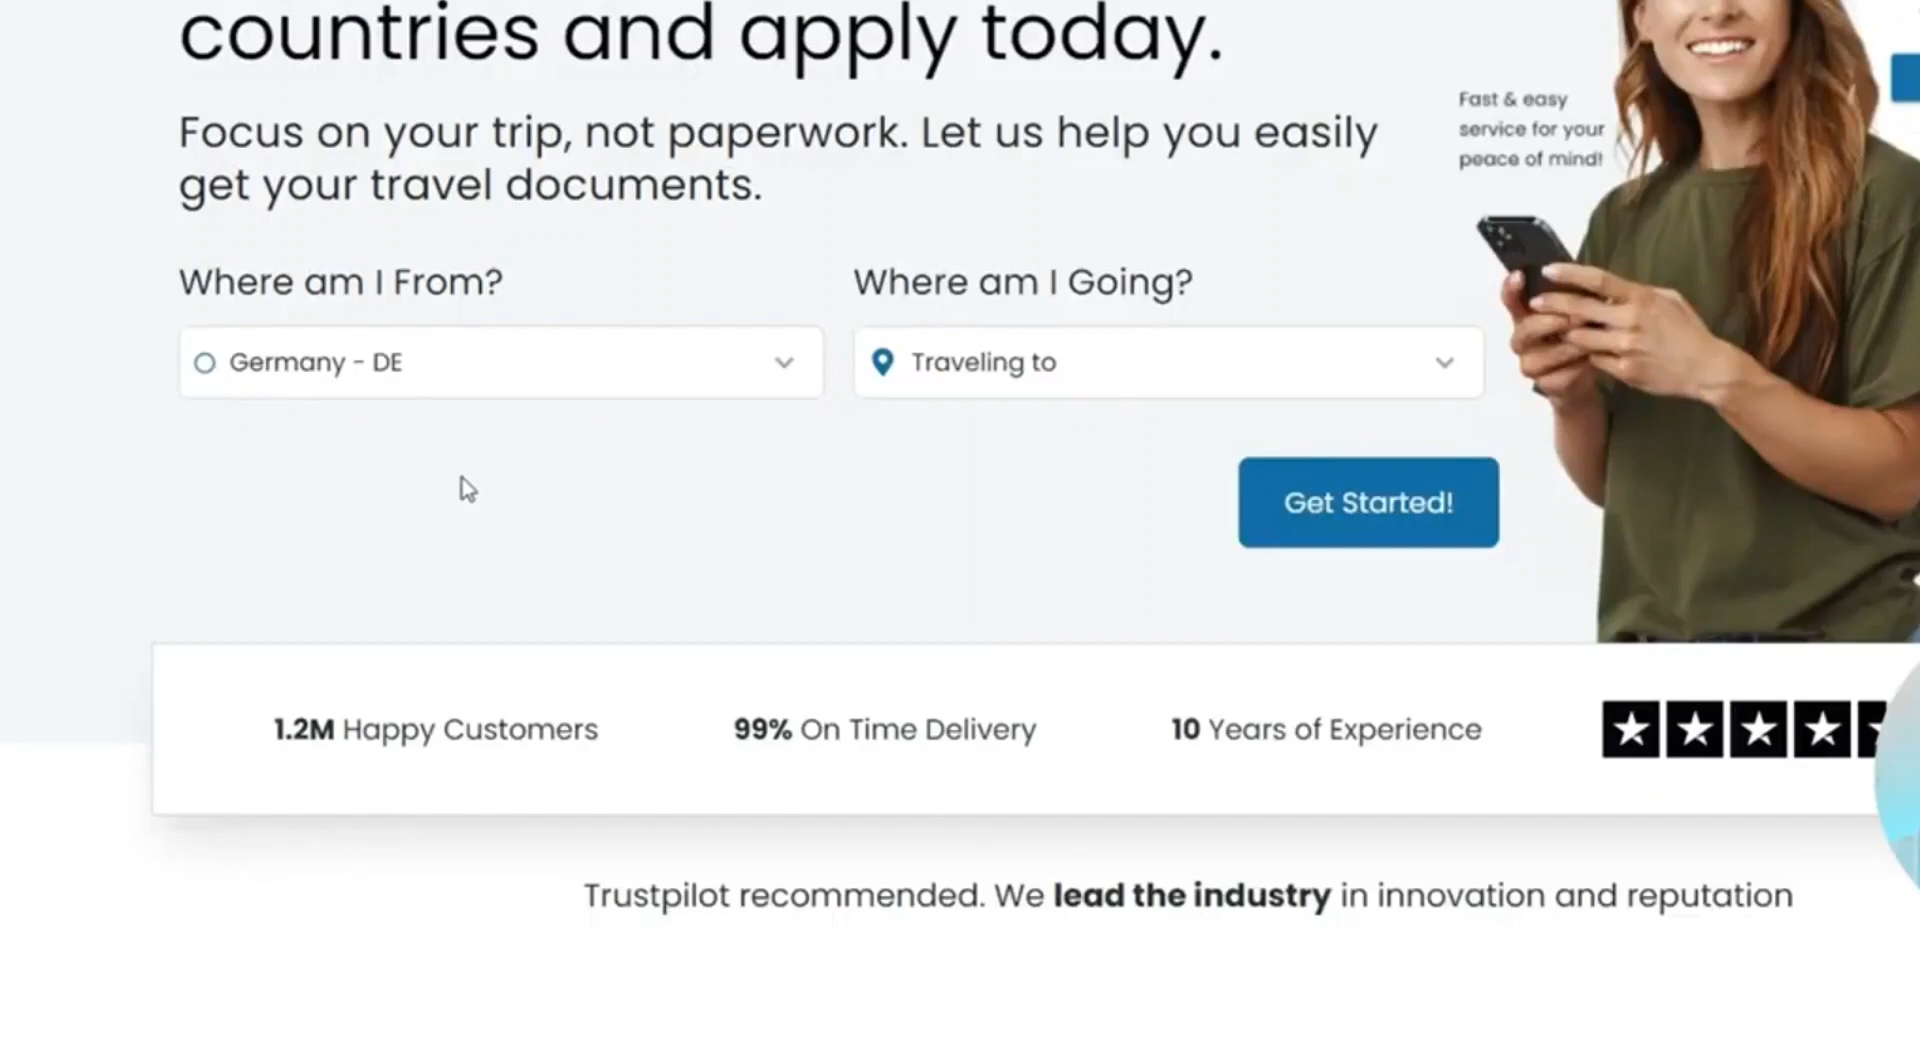 countries and apply today.
Focus on your trip, not paperwork. Let us help you easily
get your travel documents.
Fast & easy
service for your
peace of mind!
Where am I From?
Where am I Going?
Germany - DE
Traveling to
Get Started!
1.2M Happy Customers
99% On Time Delivery
10 Years of Experience
Trustpilot recommended. We lead the industry in innovation and reputation